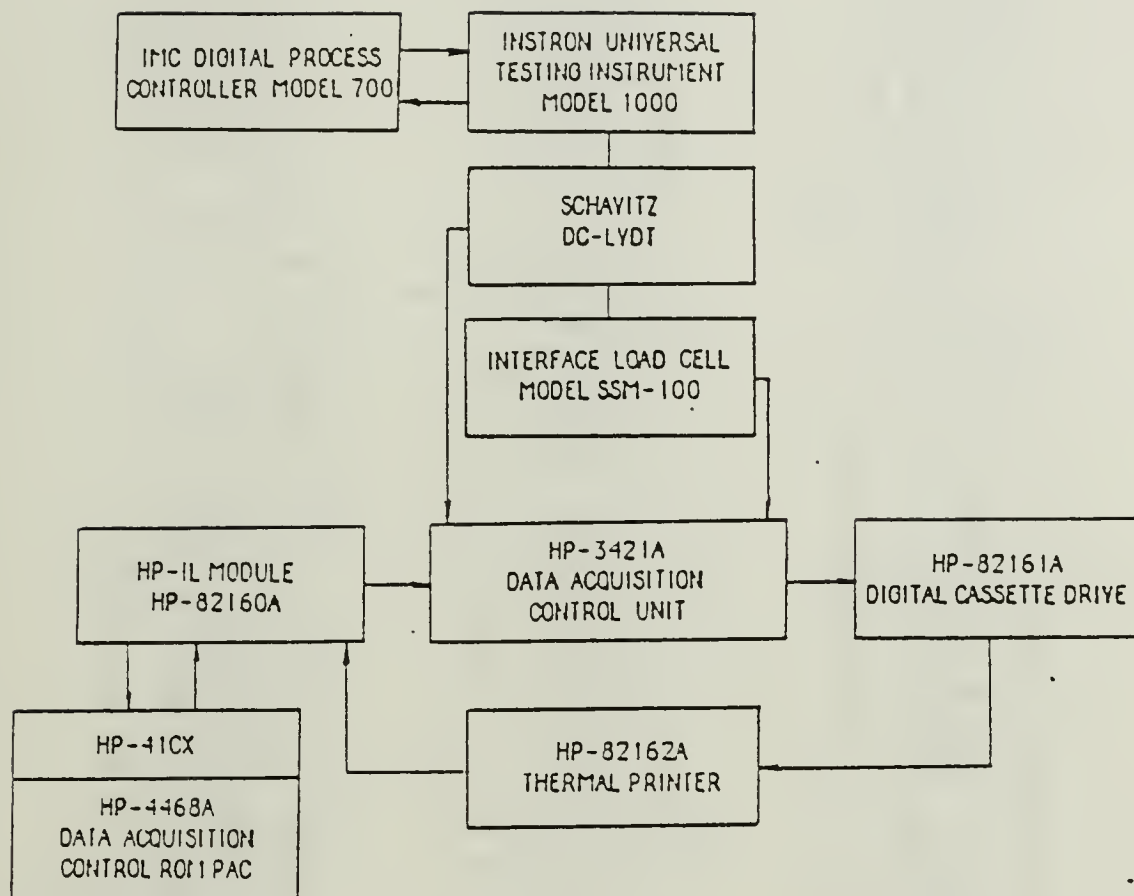 IMC DIGITAL PROCESS
CONTROLLER MODEL 700
INSTRON UNIVERSAL
TESTING INSTRUMENT
MODEL 1000
SCHAVITZ
DC-LVDT
INTERFACE LOAD CELL
MODEL SSM-100
HP-IL MODULE
HP-82160A
HP-3421A
DATA ACQUISITION
CONTROL UNIT
HP-82161A
DIGITAL CASSETTE DRIVE
HP-41CX
HP-4468A
DATA ACQUISITION
CONTROL ROM PAC
HP-82162A
THERMAL PRINTER